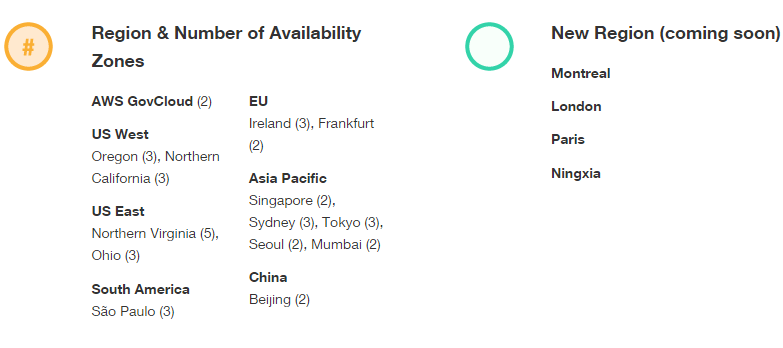 #
Region & Number of Availability
Zones
AWS GovCloud (2)
US West
Oregon (3), Northern
California (3)
US East
Northern Virginia (5),
Ohio (3)
South America
São Paulo (3)
EU
Ireland (3), Frankfurt
(2)
Asia Pacific
Singapore (2),
Sydney (3), Tokyo (3),
Seoul (2), Mumbai (2)
China
Beijing (2)
New Region (coming soon)
Montreal
London
Paris
Ningxia